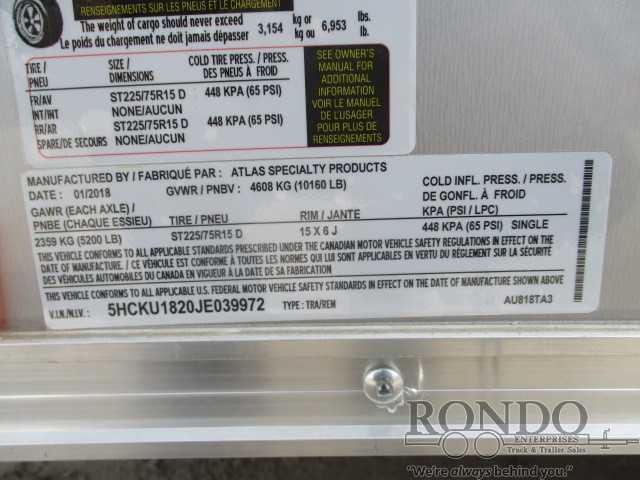 PNEUS ET LE CHARGEMENT
The weight of cargo should never exceed 3,154 kg or 6,953 lbs.
Le poids du chargement ne doit jamais dépasser kg ou lb.
TIRE / PNEU SIZE / DIMENSIONS COLD TIRE PRESS. / PRESS. DES PNEUS À FROID
FR/AV ST225/75R15 D 448 KPA (65 PSI)
INT/INT NONE/AUCUN
RR/AR ST225/75R15 D 448 KPA (65 PSI)
SPARE/DE SECOURS NONE/AUCUN
SEE OWNER'S
MANUAL FOR
ADDITIONAL
INFORMATION
VOIR LE MANUEL
DE L'USAGER
POUR PLUS DE
RENSEIGNEMENTS
MANUFACTURED BY / FABRIQUÉ PAR : ATLAS SPECIALTY PRODUCTS
DATE : 01/2018 GVWR / PNBV : 4608 KG (10160 LB)
COLD INFL. PRESS. / PRESS.
DE GONFL. À FROID
GAWR (EACH AXLE) / TIRE / PNEU RIM / JANTE KPA (PSI / LPC)
PNBE (CHAQUE ESSIEU)
2359 KG (5200 LB) ST225/75R15 D 15 X 6 J 448 KPA (65 PSI) SINGLE
THIS VEHICLE CONFORMS TO ALL APPLICABLE STANDARDS PRESCRIBED UNDER THE CANADIAN MOTOR VEHICLE SAFETY REGULATIONS IN EFFECT ON THE
DATE OF MANUFACTURE. / CE VÉHICULE EST CONFORME À TOUTES LES NORMES QUI LUI SONT APPLICABLES EN VERTU DU RÈGLEMENT SUR LA SÉCURITÉ
DES VÉHICULES AUTOMOBILES DU CANADA EN VIGUEUR À LA DATE DE SA FABRICATION
THIS VEHICLE CONFORMS TO ALL APPLICABLE STANDARDS IN EFFECT ON THE DATE OF MANUFACTURE SHOWN ABOVE.
V.I.N./N.I.V.: 5HCKU1820JE039972 TYPE : TRA/REM AU818TA3
RONDO
ENTERPRISES
Truck & Trailer Sales
"We're always behind you."